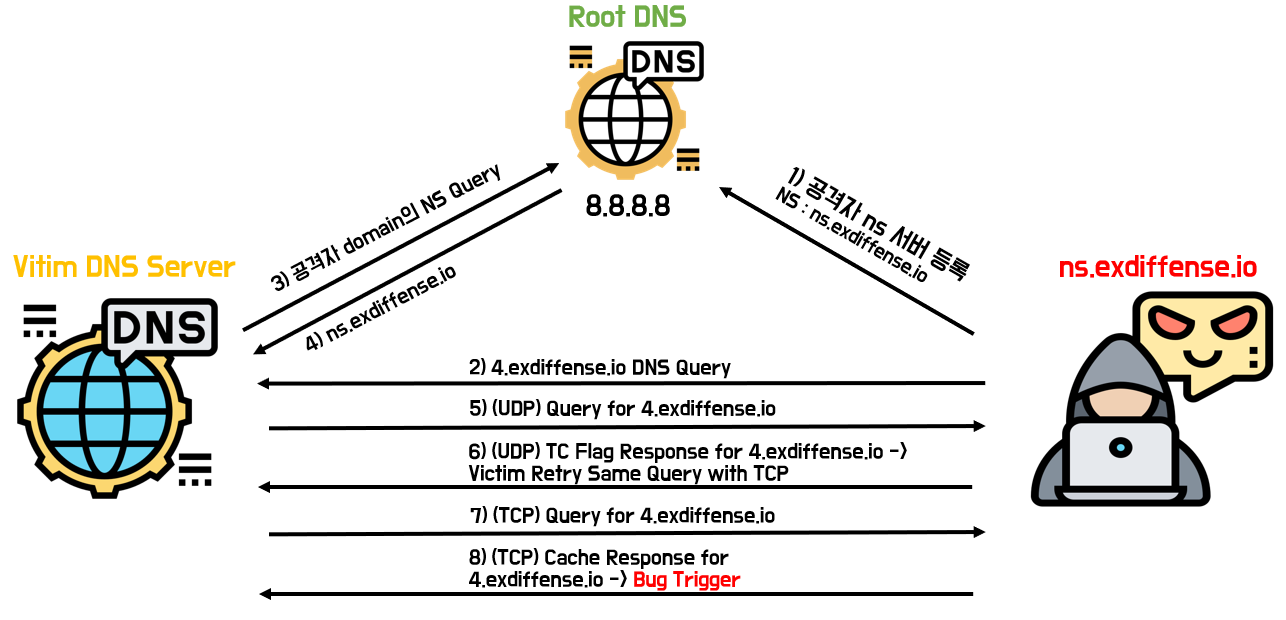 Root DNS
DNS
8.8.8.8
1) 공격자 ns 서버 등록
NS : ns.exdiffense.io
3) 공격자 domain의 NS Query
4) ns.exdiffense.io
Vitim DNS Server
DNS
ns.exdiffense.io
2) 4.exdiffense.io DNS Query
5) (UDP) Query for 4.exdiffense.io
6) (UDP) TC Flag Response for 4.exdiffense.io ->
Victim Retry Same Query with TCP
7) (TCP) Query for 4.exdiffense.io
8) (TCP) Cache Response for
4.exdiffense.io -> Bug Trigger